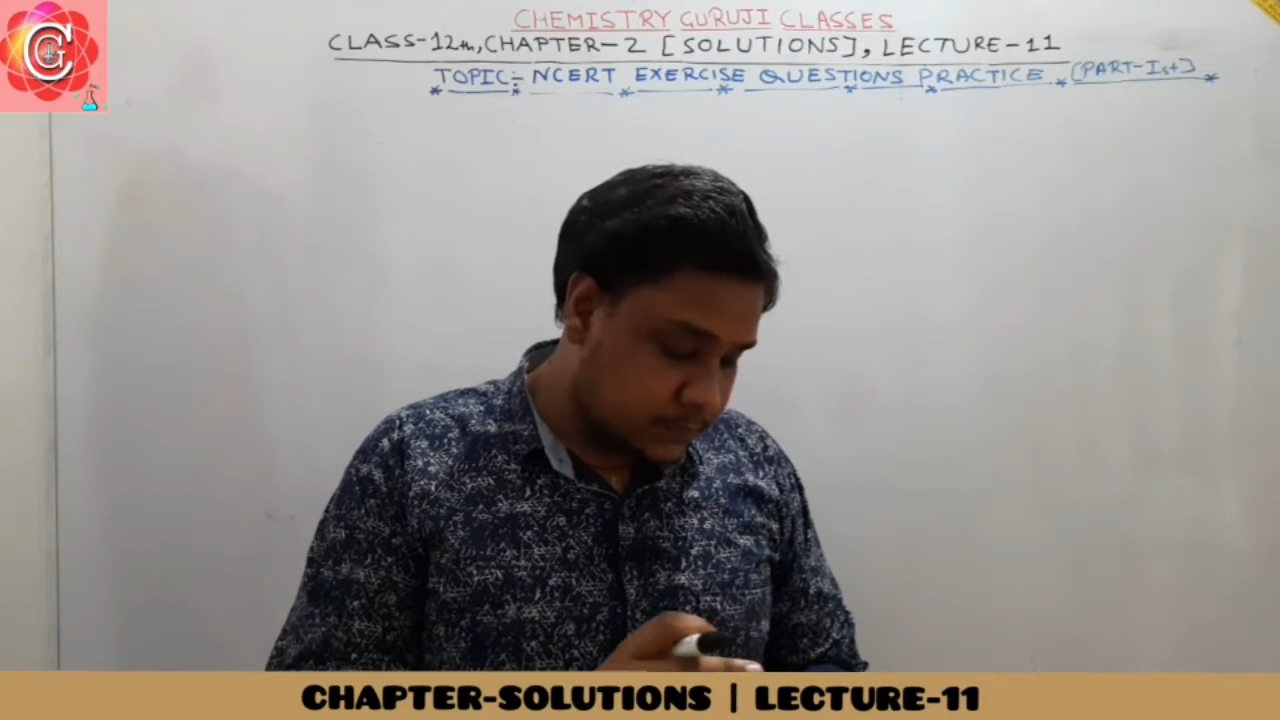 CHEMISTRY GURUJI CLASSES
CLASS-12th, CHAPTER-2 [SOLUTIONS], LECTURE-11
TOPIC:- NCERT EXERCISE QUESTIONS PRACTICE (PART-Ist)
CG
CHAPTER-SOLUTIONS | LECTURE-11